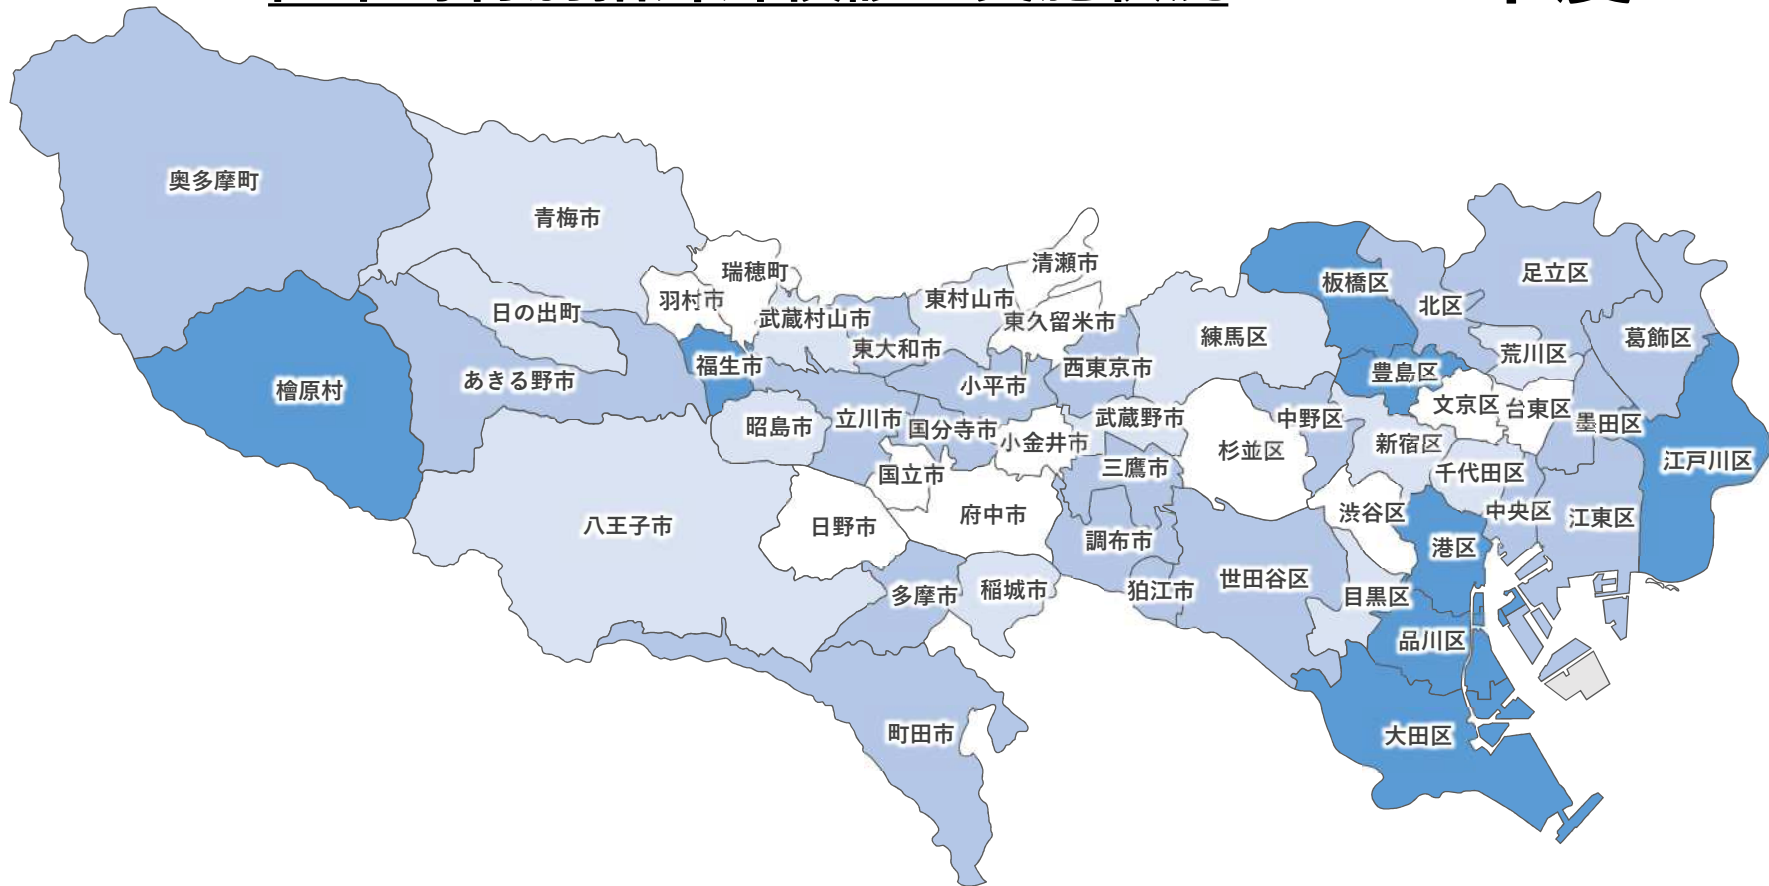 年度
奥多摩町
青梅市
瑞穂町
羽村市
日の出町
檜原村
あきる野市
福生市
武蔵村山市
東大和市
東村山市
清瀬市
東久留米市
西東京市
小平市
昭島市
立川市
国分寺市
小金井市
武蔵野市
国立市
三鷹市
八王子市
日野市
府中市
調布市
多摩市
稲城市
狛江市
町田市
練馬区
板橋区
北区
足立区
葛飾区
荒川区
豊島区
文京区
台東区
墨田区
中野区
杉並区
新宿区
千代田区
江戸川区
渋谷区
中央区
江東区
港区
世田谷区
目黒区
品川区
大田区